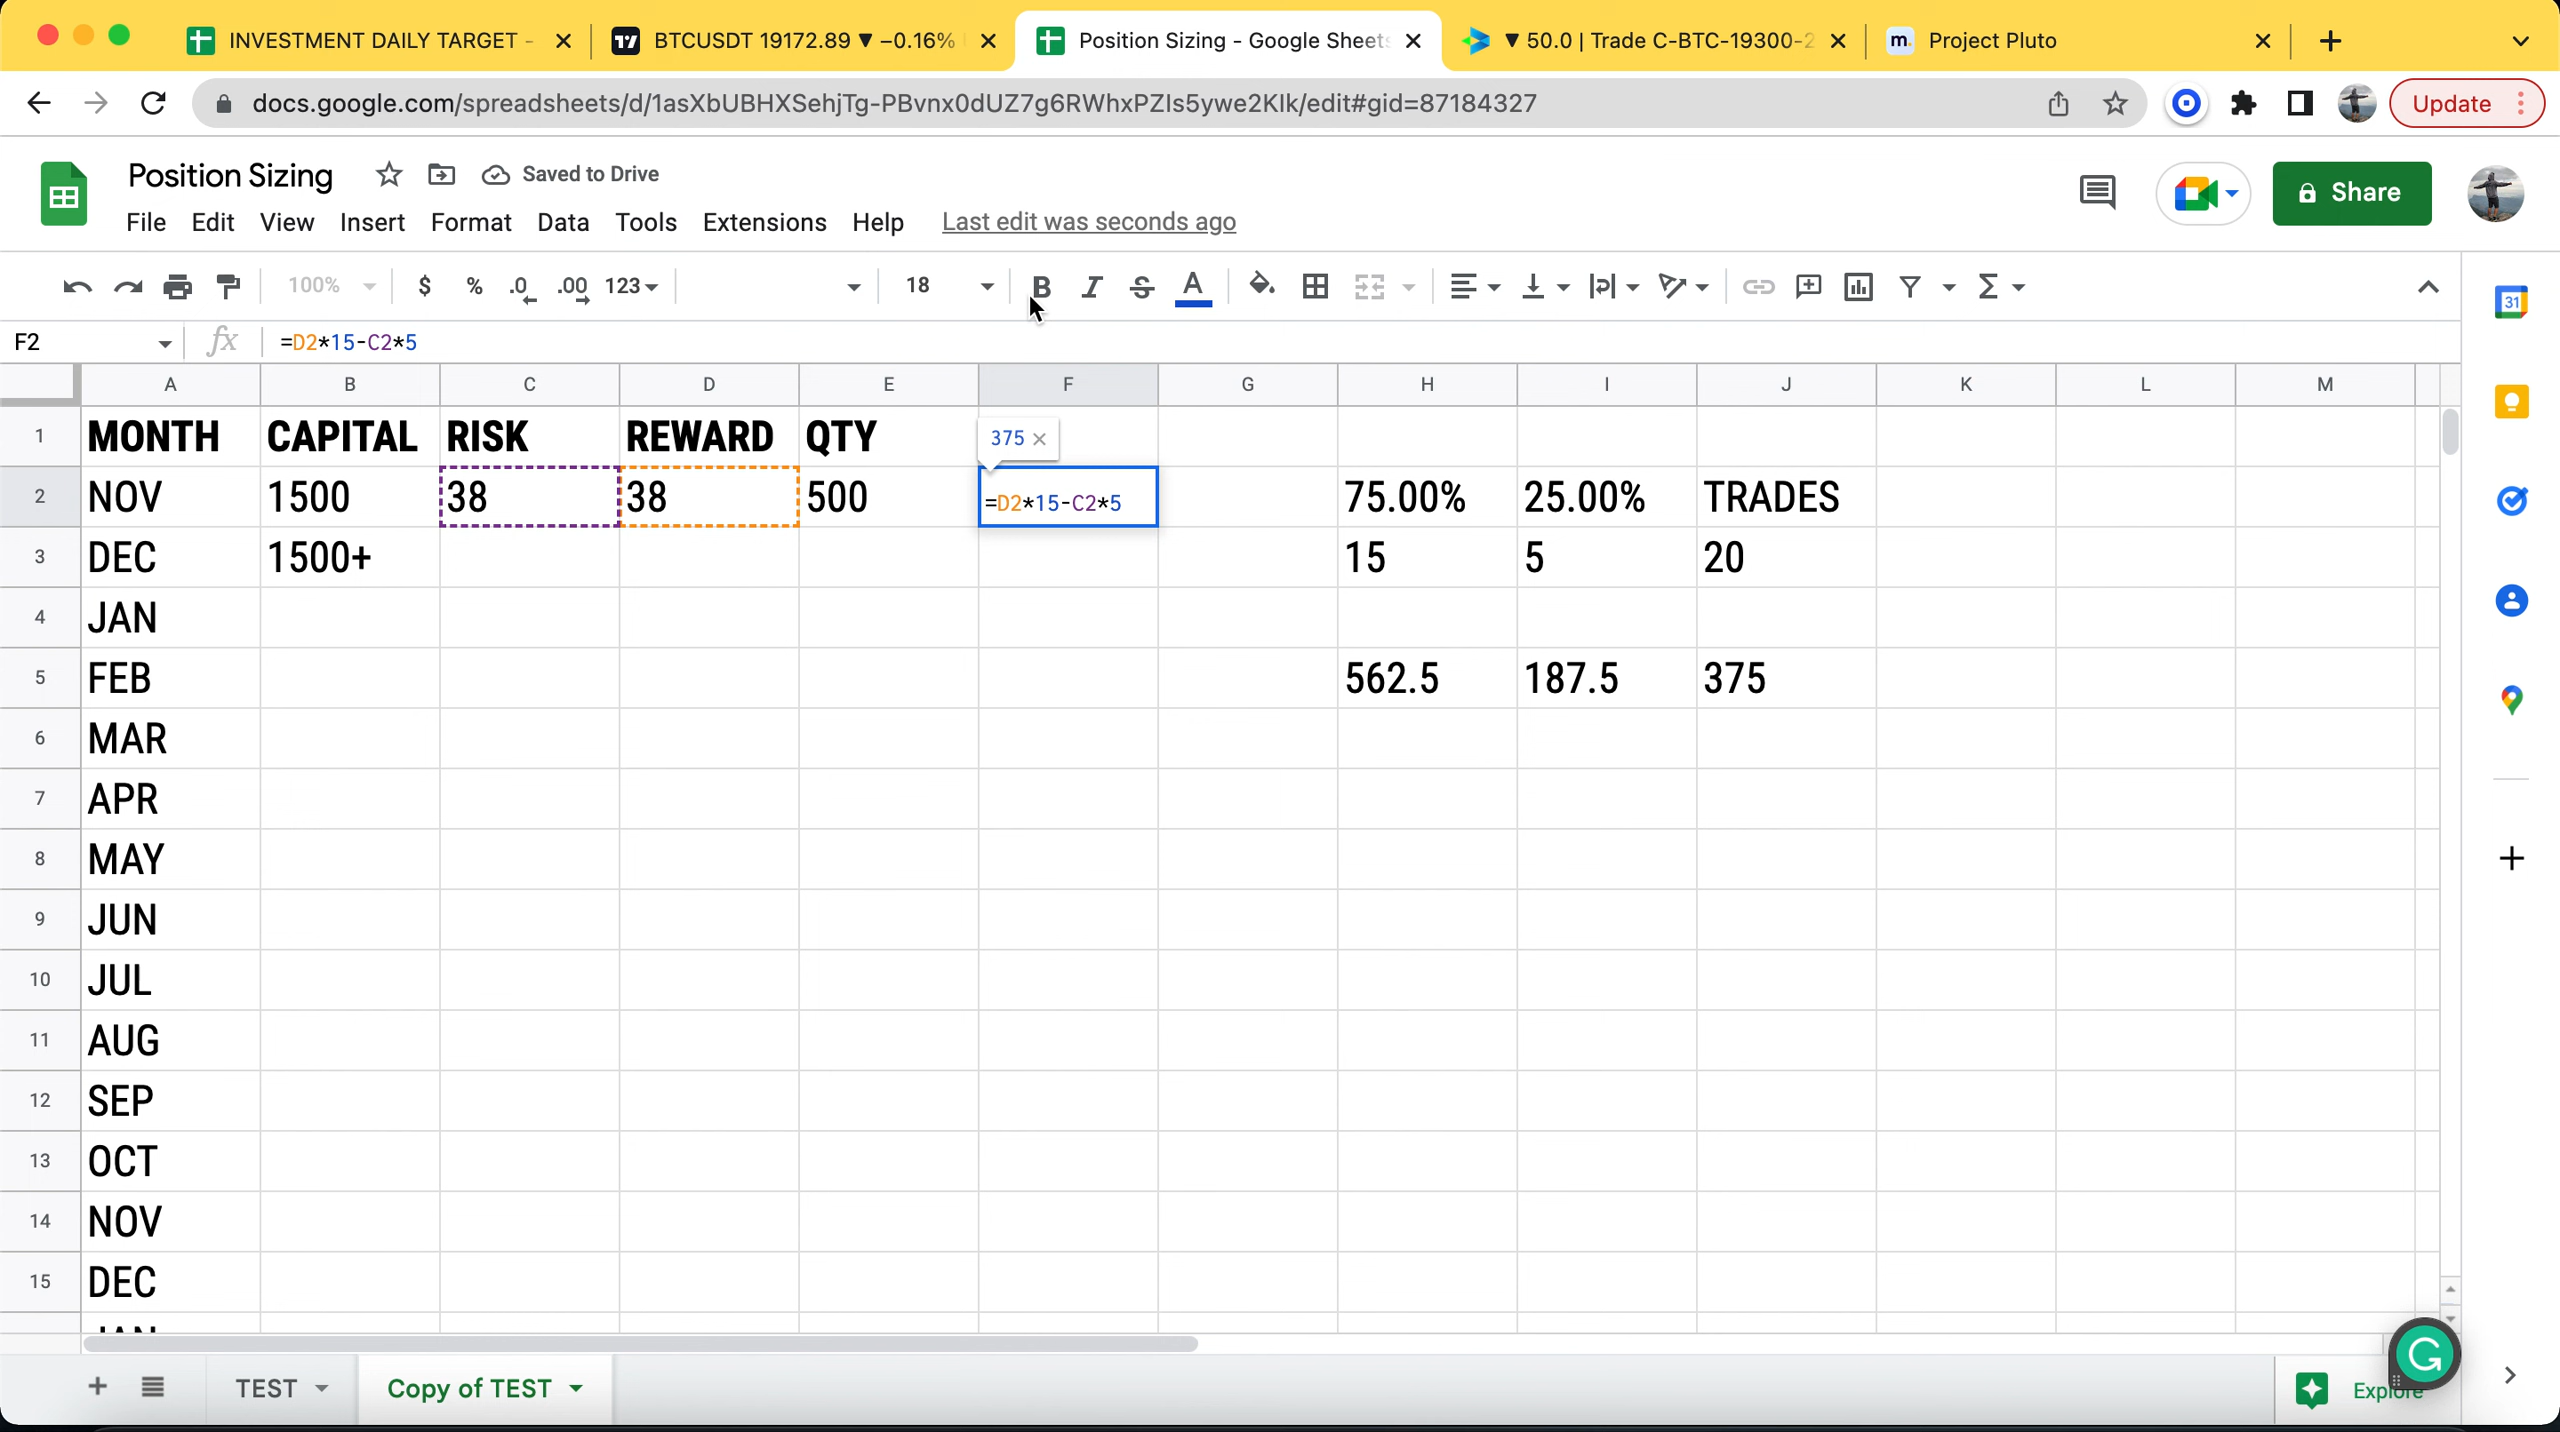 INVESTMENT DAILY TARGET -
BTCUSDT 19172.89 ▼ −0.16%
Position Sizing - Google Sheets
▼ 50.0 | Trade C-BTC-19300-2
m.
Project Pluto
docs.google.com/spreadsheets/d/1asXbUBHXSehjTg-PBvnx0dUZ7g6RWhxPZIs5ywe2KIk/edit#gid=87184327
Update
Position Sizing
Saved to Drive
File Edit View Insert Format Data Tools Extensions Help Last edit was seconds ago
Share
100% $ % .0 .00 123 18 B I S A Σ
31
F2 fx =D2*15-C2*5
A B C D E F G H I J K L M
1 MONTH CAPITAL RISK REWARD QTY 375
2 NOV 1500 38 38 500 =D2*15-C2*5 75.00% 25.00% TRADES
3 DEC 1500+ 15 5 20
4 JAN
5 FEB 562.5 187.5 375
6 MAR
7 APR
8 MAY
9 JUN
10 JUL
11 AUG
12 SEP
13 OCT
14 NOV
15 DEC
JAN
TEST Copy of TEST Explore